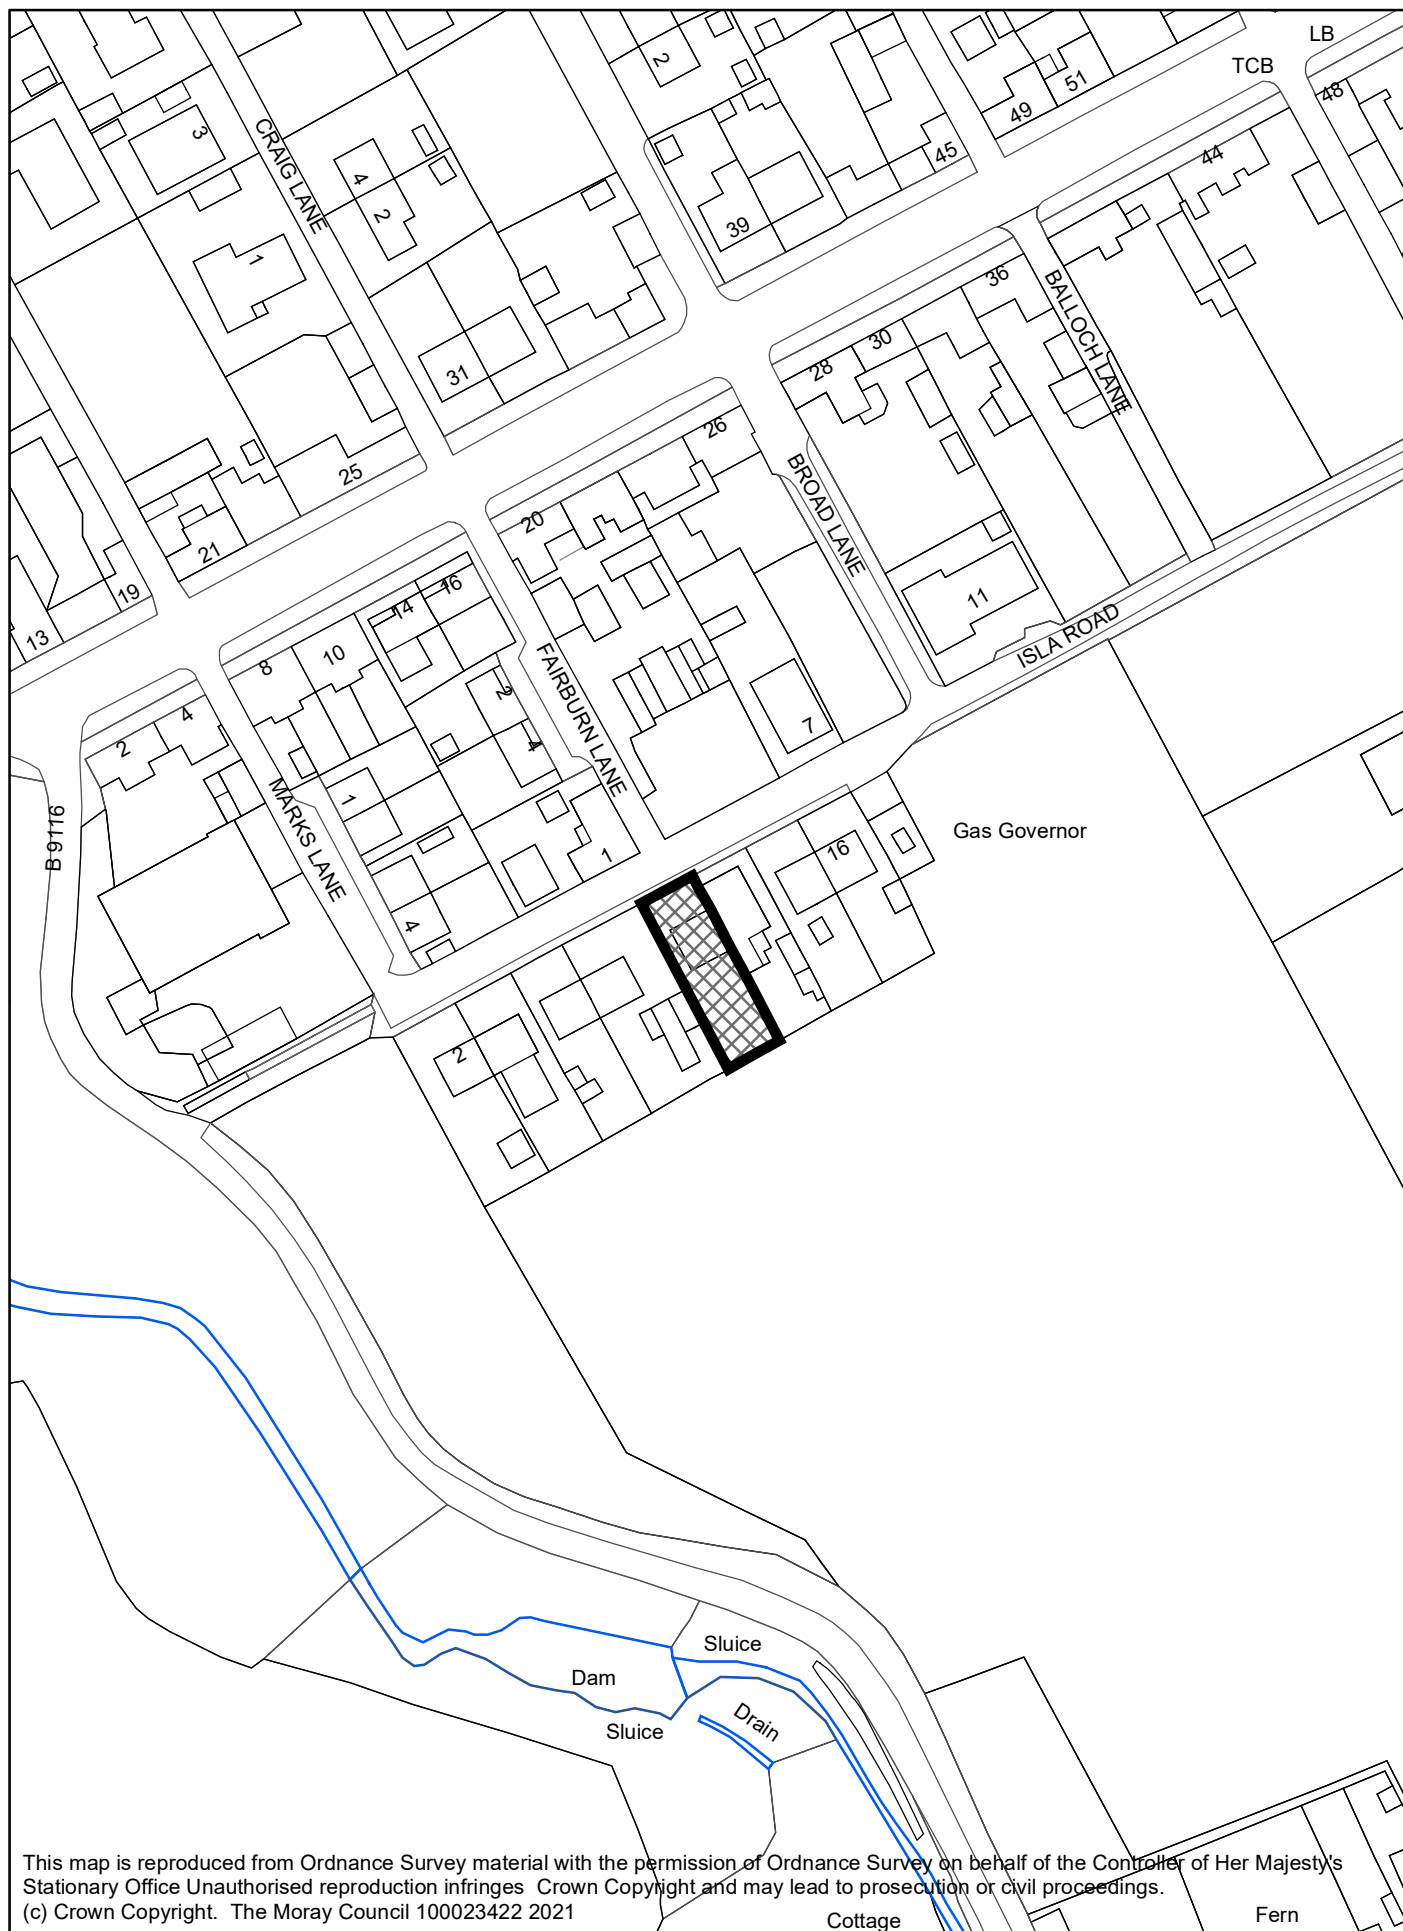 LB
TCB
2
51
48
49
3
CRAIG LANE
45
44
4
2
39
1
36
BALLOCH LANE
30
28
31
26
25
BROAD LANE
20
21
16
14
19
11
13
ISLA ROAD
10
8
FAIRBURN LANE
2
4
7
2
4
1
MARKS LANE
B 9116
Gas Governor
16
1
4
2
Sluice
Dam
Drain
Sluice
This map is reproduced from Ordnance Survey material with the permission of Ordnance Survey on behalf of the Controller of Her Majesty's
Stationary Office Unauthorised reproduction infringes Crown Copyright and may lead to prosecution or civil proceedings.
(c) Crown Copyright. The Moray Council 100023422 2021
Cottage
Fern